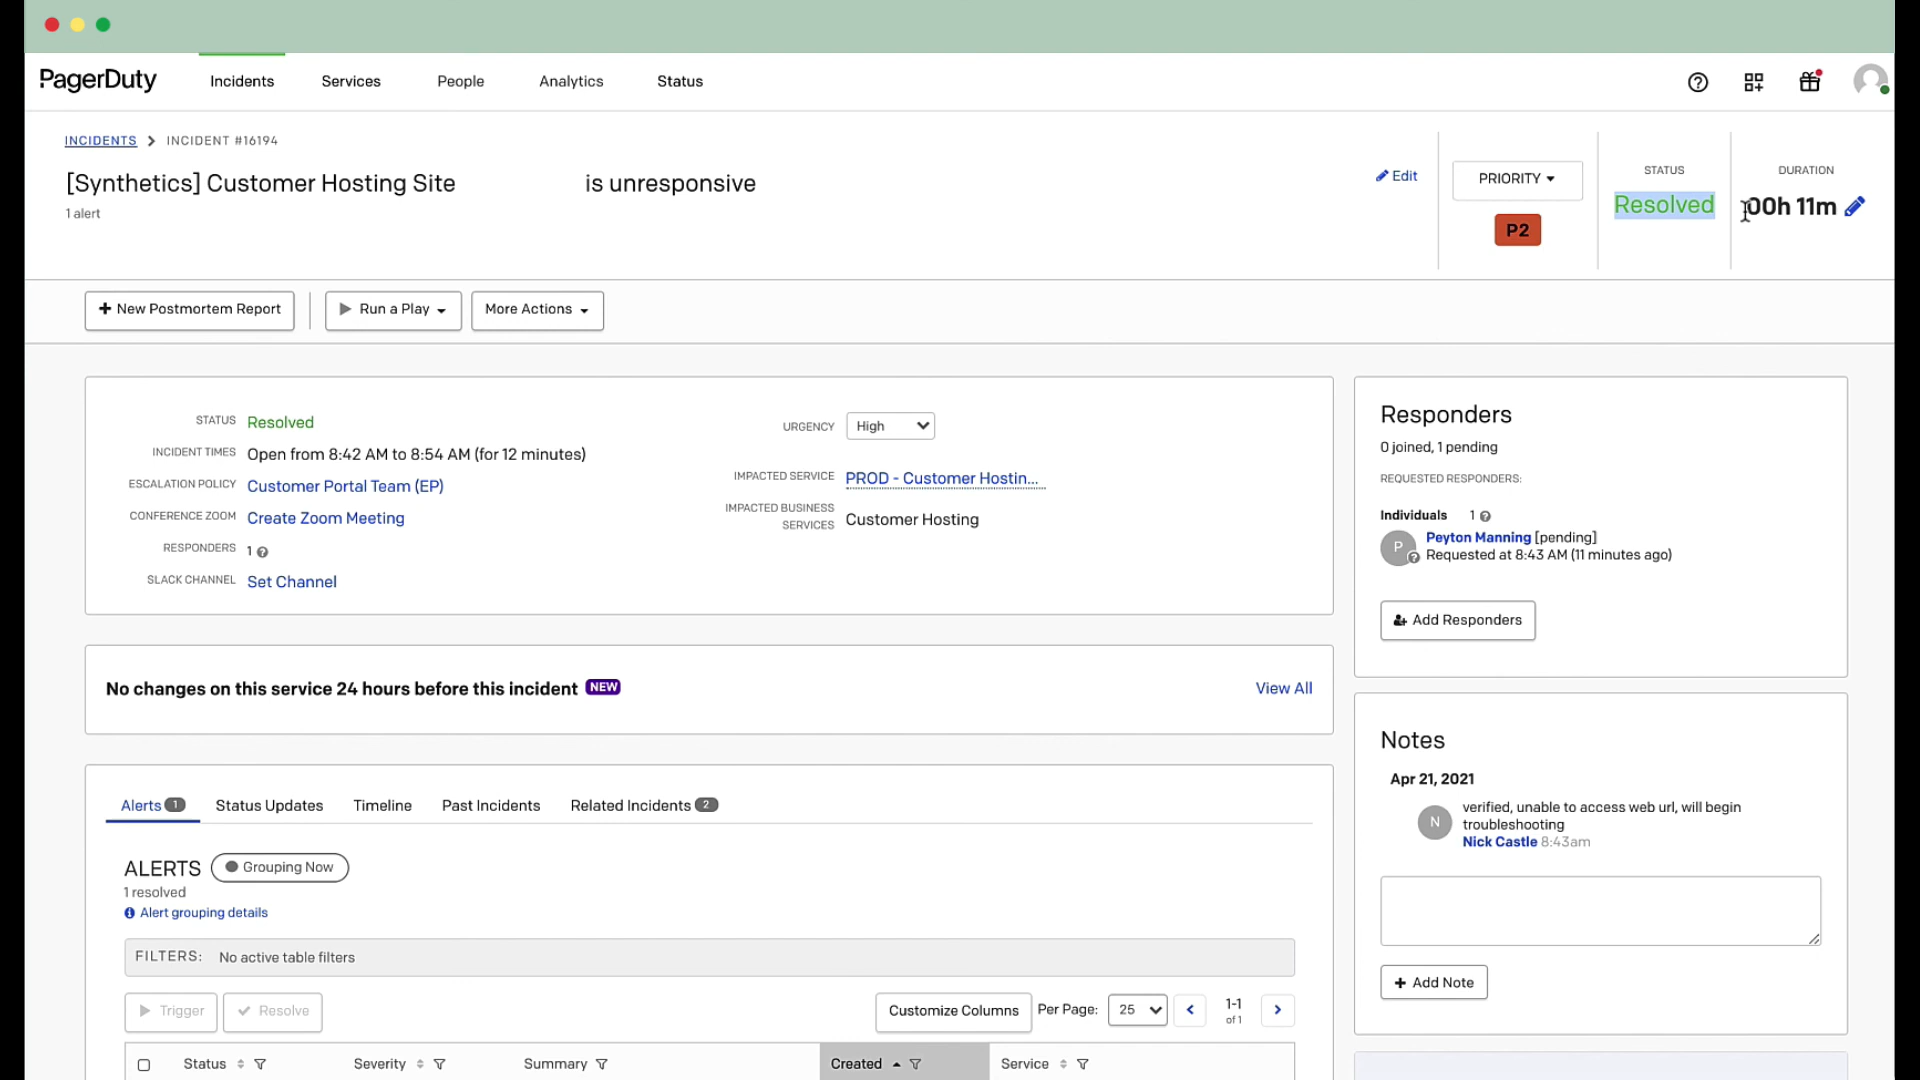 PagerDuty
Incidents
Services
People
Analytics
Status
INCIDENTS > INCIDENT #16194
[Synthetics] Customer Hosting Site is unresponsive
1 alert
Edit
PRIORITY
P2
STATUS
Resolved
DURATION
00h 11m
New Postmortem Report
Run a Play
More Actions
STATUS Resolved
INCIDENT TIMES Open from 8:42 AM to 8:54 AM (for 12 minutes)
ESCALATION POLICY Customer Portal Team (EP)
CONFERENCE ZOOM Create Zoom Meeting
RESPONDERS 1
SLACK CHANNEL Set Channel
URGENCY High
IMPACTED SERVICE PROD - Customer Hostin...
IMPACTED BUSINESS
SERVICES Customer Hosting
Responders
0 joined, 1 pending
REQUESTED RESPONDERS:
Individuals 1
P
Peyton Manning [pending]
Requested at 8:43 AM (11 minutes ago)
Add Responders
No changes on this service 24 hours before this incident NEW
View All
Notes
Apr 21, 2021
N
verified, unable to access web url, will begin
troubleshooting
Nick Castle 8:43am
Add Note
Alerts 1
Status Updates
Timeline
Past Incidents
Related Incidents 2
ALERTS
Grouping Now
1 resolved
Alert grouping details
FILTERS: No active table filters
Trigger
Resolve
Customize Columns
Per Page: 25
1-1
of 1
Status
Severity
Summary
Created
Service